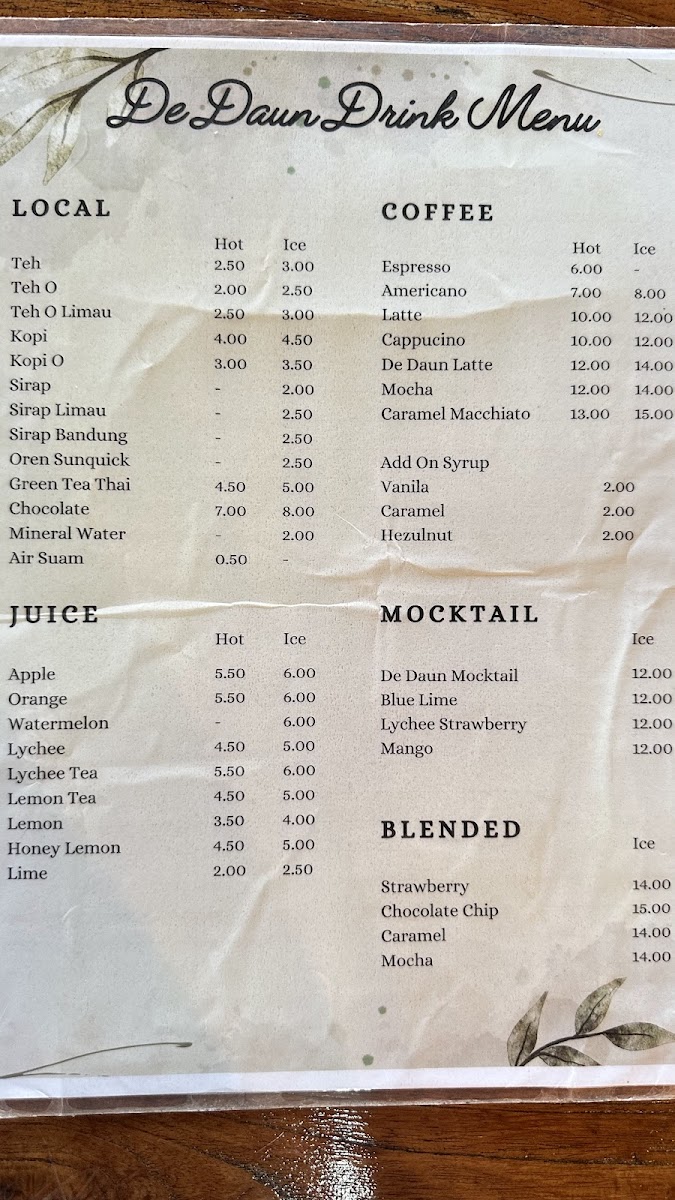 De Daun Drink Menu
LOCAL
Hot Ice
Teh 2.50 3.00
Teh O 2.00 2.50
Teh O Limau 2.50 3.00
Kopi 4.00 4.50
Kopi O 3.00 3.50
Sirap - 2.00
Sirap Limau - 2.50
Sirap Bandung - 2.50
Oren Sunquick - 2.50
Green Tea Thai 4.50 5.00
Chocolate 7.00 8.00
Mineral Water - 2.00
Air Suam 0.50 -
JUICE
Hot Ice
Apple 5.50 6.00
Orange 5.50 6.00
Watermelon - 6.00
Lychee 4.50 5.00
Lychee Tea 5.50 6.00
Lemon Tea 4.50 5.00
Lemon 3.50 4.00
Honey Lemon 4.50 5.00
Lime 2.00 2.50
COFFEE
Hot Ice
Espresso 6.00 -
Americano 7.00 8.00
Latte 10.00 12.00
Cappucino 10.00 12.00
De Daun Latte 12.00 14.00
Mocha 12.00 14.00
Caramel Macchiato 13.00 15.00
Add On Syrup
Vanila 2.00
Caramel 2.00
Hezulnut 2.00
MOCKTAIL
Ice
De Daun Mocktail 12.00
Blue Lime 12.00
Lychee Strawberry 12.00
Mango 12.00
BLENDED
Ice
Strawberry 14.00
Chocolate Chip 15.00
Caramel 14.00
Mocha 14.00